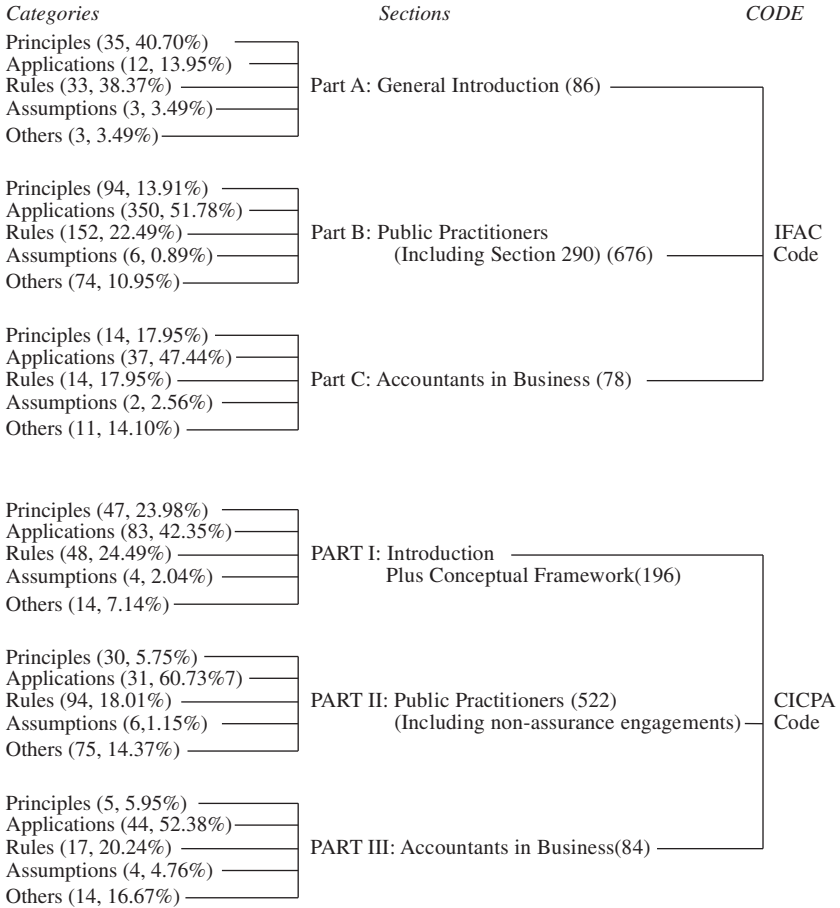 Categories Sections CODE
Principles (35, 40.70%)
Applications (12, 13.95%)
Rules (33, 38.37%) Part A: General Introduction (86)
Assumptions (3, 3.49%)
Others (3, 3.49%)
Principles (94, 13.91%)
Applications (350, 51.78%)
Rules (152, 22.49%) Part B: Public Practitioners IFAC
Assumptions (6, 0.89%) (Including Section 290) (676) Code
Others (74, 10.95%)
Principles (14, 17.95%)
Applications (37, 47.44%)
Rules (14, 17.95%) Part C: Accountants in Business (78)
Assumptions (2, 2.56%)
Others (11, 14.10%)
Principles (47, 23.98%)
Applications (83, 42.35%)
Rules (48, 24.49%) PART I: Introduction
Assumptions (4, 2.04%) Plus Conceptual Framework(196)
Others (14, 7.14%)
Principles (30, 5.75%)
Applications (31, 60.73%7)
Rules (94, 18.01%) PART II: Public Practitioners (522) CICPA
Assumptions (6,1.15%) (Including non-assurance engagements) Code
Others (75, 14.37%)
Principles (5, 5.95%)
Applications (44, 52.38%)
Rules (17, 20.24%) PART III: Accountants in Business(84)
Assumptions (4, 4.76%)
Others (14, 16.67%)